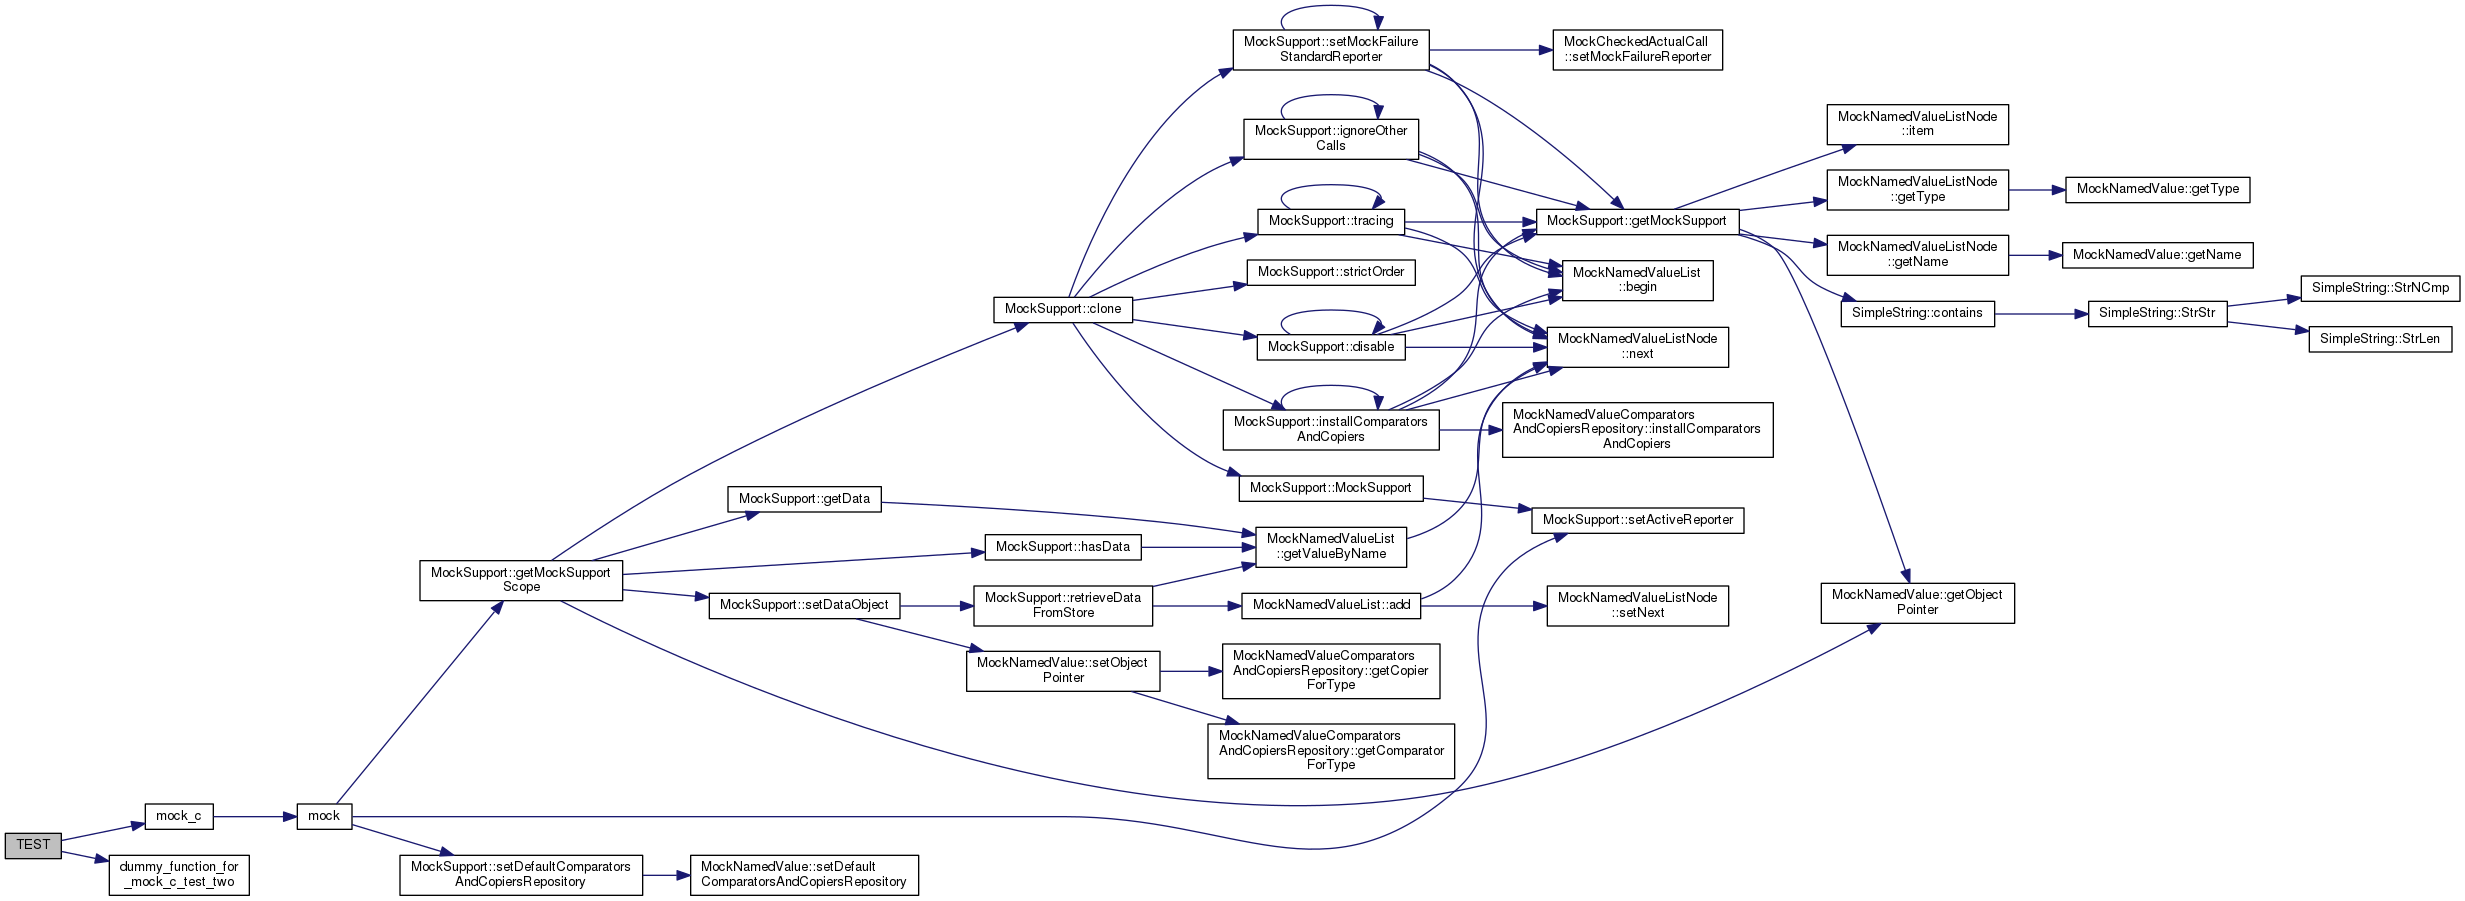 MockSupport::setMockFailure
StandardReporter
MockCheckedActualCall
::setMockFailureReporter
MockSupport::ignoreOther
Calls
MockNamedValueListNode
::item
MockNamedValueListNode
::getType
MockNamedValue::getType
MockSupport::tracing
MockSupport::getMockSupport
MockNamedValueListNode
::getName
MockNamedValue::getName
MockSupport::strictOrder
MockNamedValueList
::begin
SimpleString::StrNCmp
MockSupport::clone
SimpleString::contains
SimpleString::StrStr
SimpleString::StrLen
MockSupport::disable
MockNamedValueListNode
::next
MockSupport::installComparators
AndCopiers
MockNamedValueComparators
AndCopiersRepository::installComparators
AndCopiers
MockSupport::MockSupport
MockSupport::getData
MockSupport::setActiveReporter
MockSupport::hasData
MockNamedValueList
::getValueByName
MockSupport::getMockSupport
Scope
MockSupport::setDataObject
MockSupport::retrieveData
FromStore
MockNamedValueList::add
MockNamedValueListNode
::setNext
MockNamedValue::getObject
Pointer
MockNamedValue::setObject
Pointer
MockNamedValueComparators
AndCopiersRepository::getCopier
ForType
MockNamedValueComparators
AndCopiersRepository::getComparator
ForType
mock_c
mock
TEST
dummy_function_for
_mock_c_test_two
MockSupport::setDefaultComparators
AndCopiersRepository
MockNamedValue::setDefault
ComparatorsAndCopiersRepository